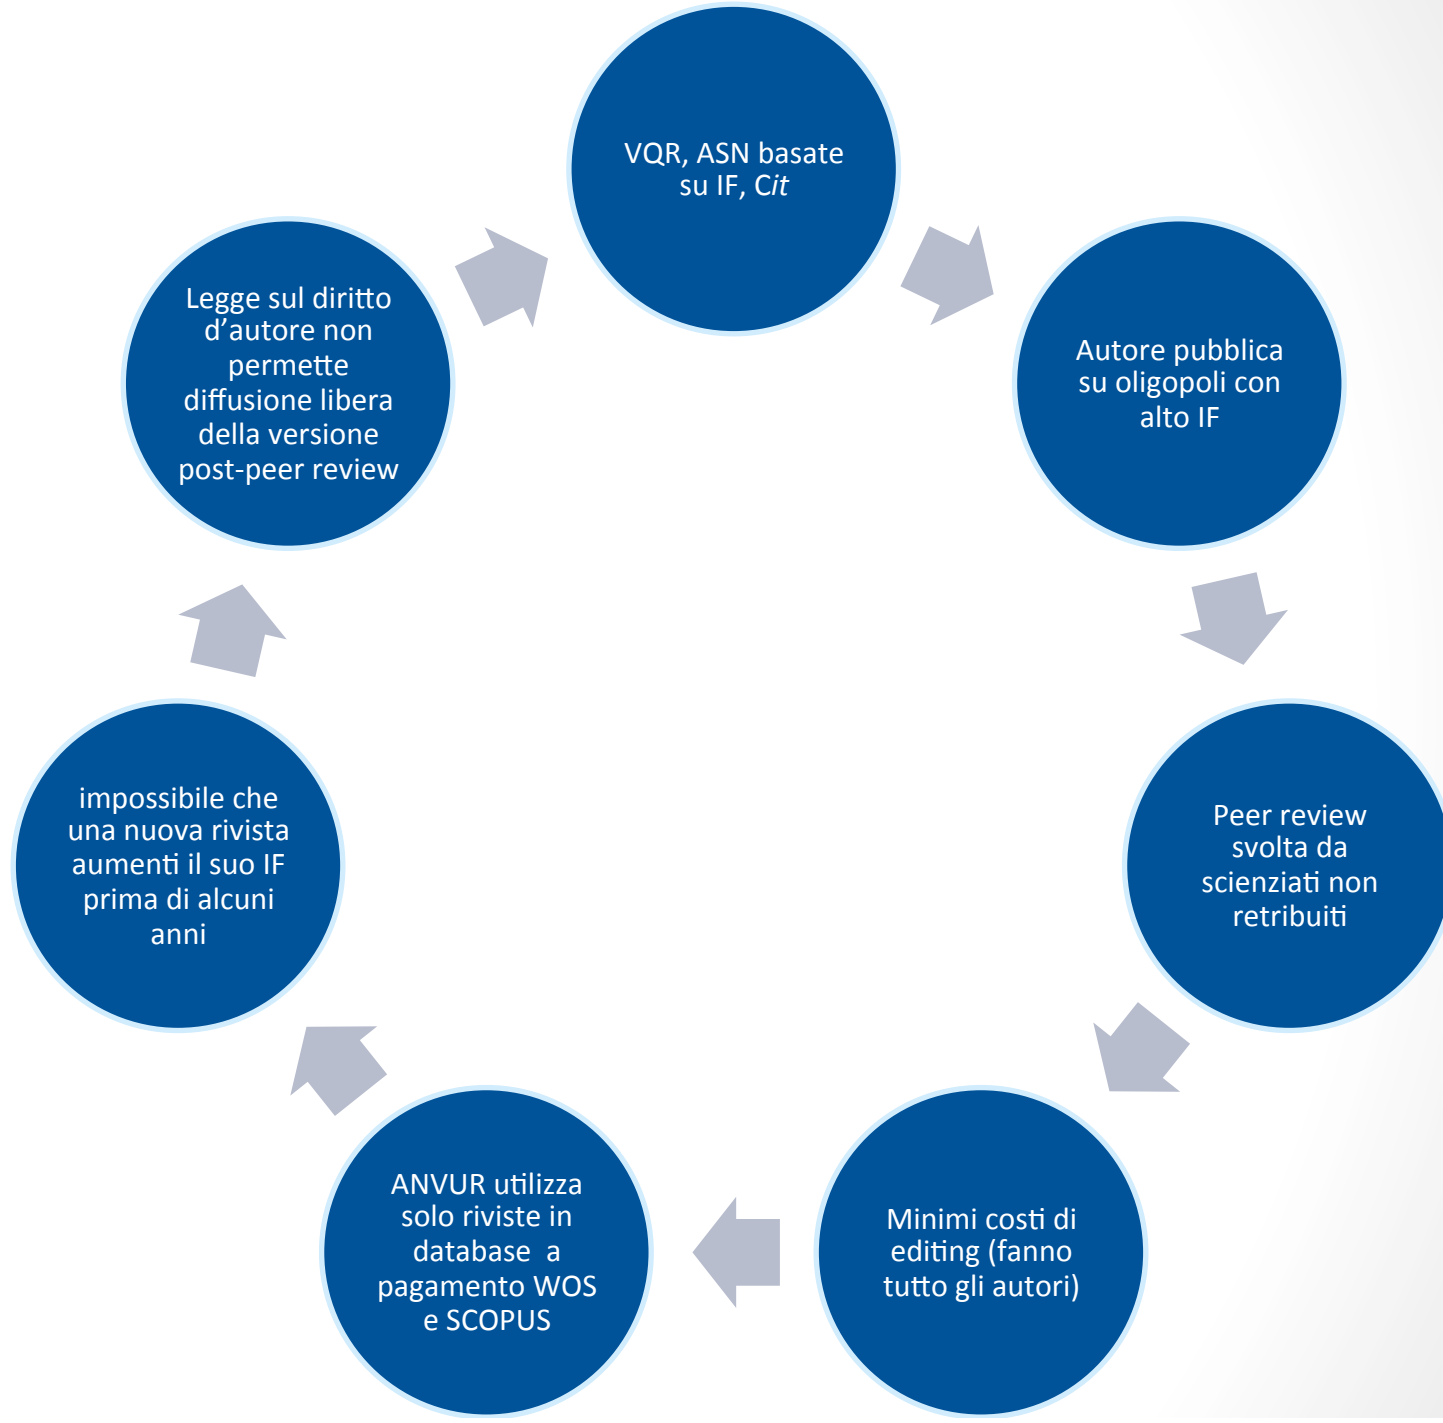 VQR, ASN basate
su IF, Cit
Autore pubblica
su oligopoli con
alto IF
Peer review
svolta da
scienziati non
retribuiti
Minimi costi di
editing (fanno
tutto gli autori)
ANVUR utilizza
solo riviste in
database  a
pagamento WOS
e SCOPUS
impossibile che
una nuova rivista
aumenti il suo IF
prima di alcuni
anni
Legge sul diritto
d’autore non
permette
diffusione libera
della versione
post-peer review